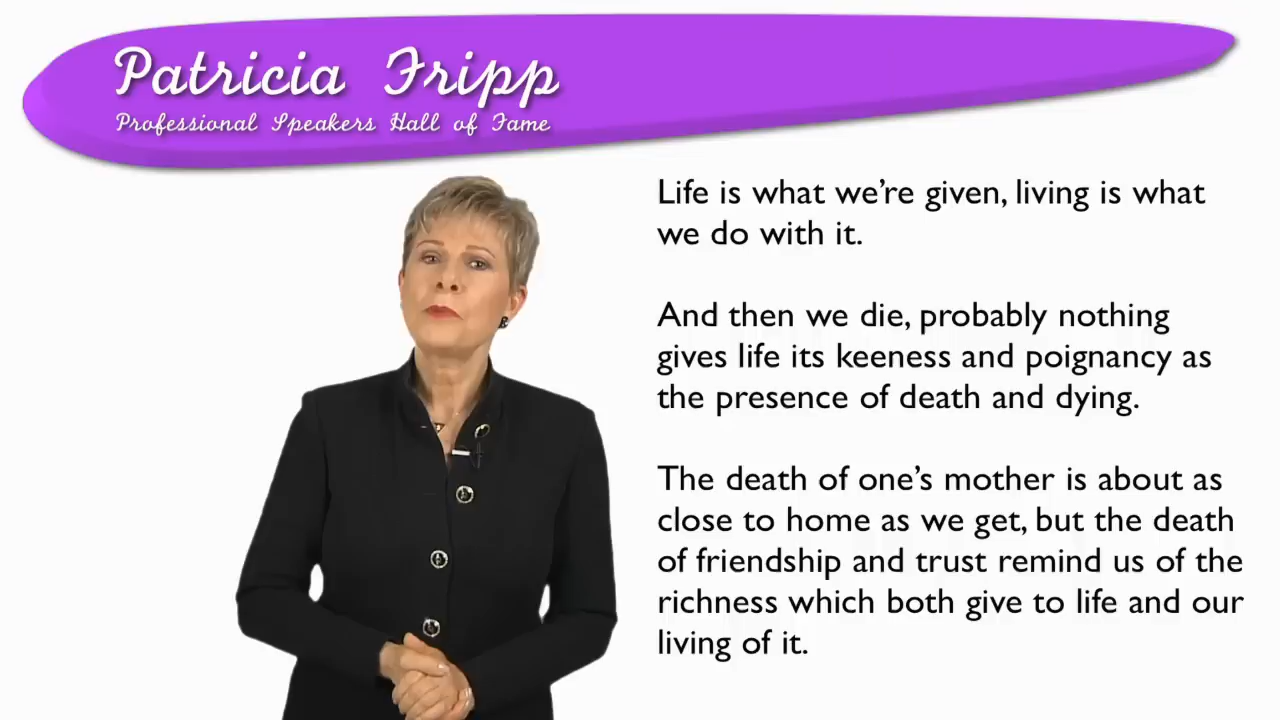 Patricia Fripp
Professional Speakers Hall of Fame
Life is what we're given, living is what
we do with it.
And then we die, probably nothing
gives life its keeness and poignancy as
the presence of death and dying.
The death of one's mother is about as
close to home as we get, but the death
of friendship and trust remind us of the
richness which both give to life and our
living of it.